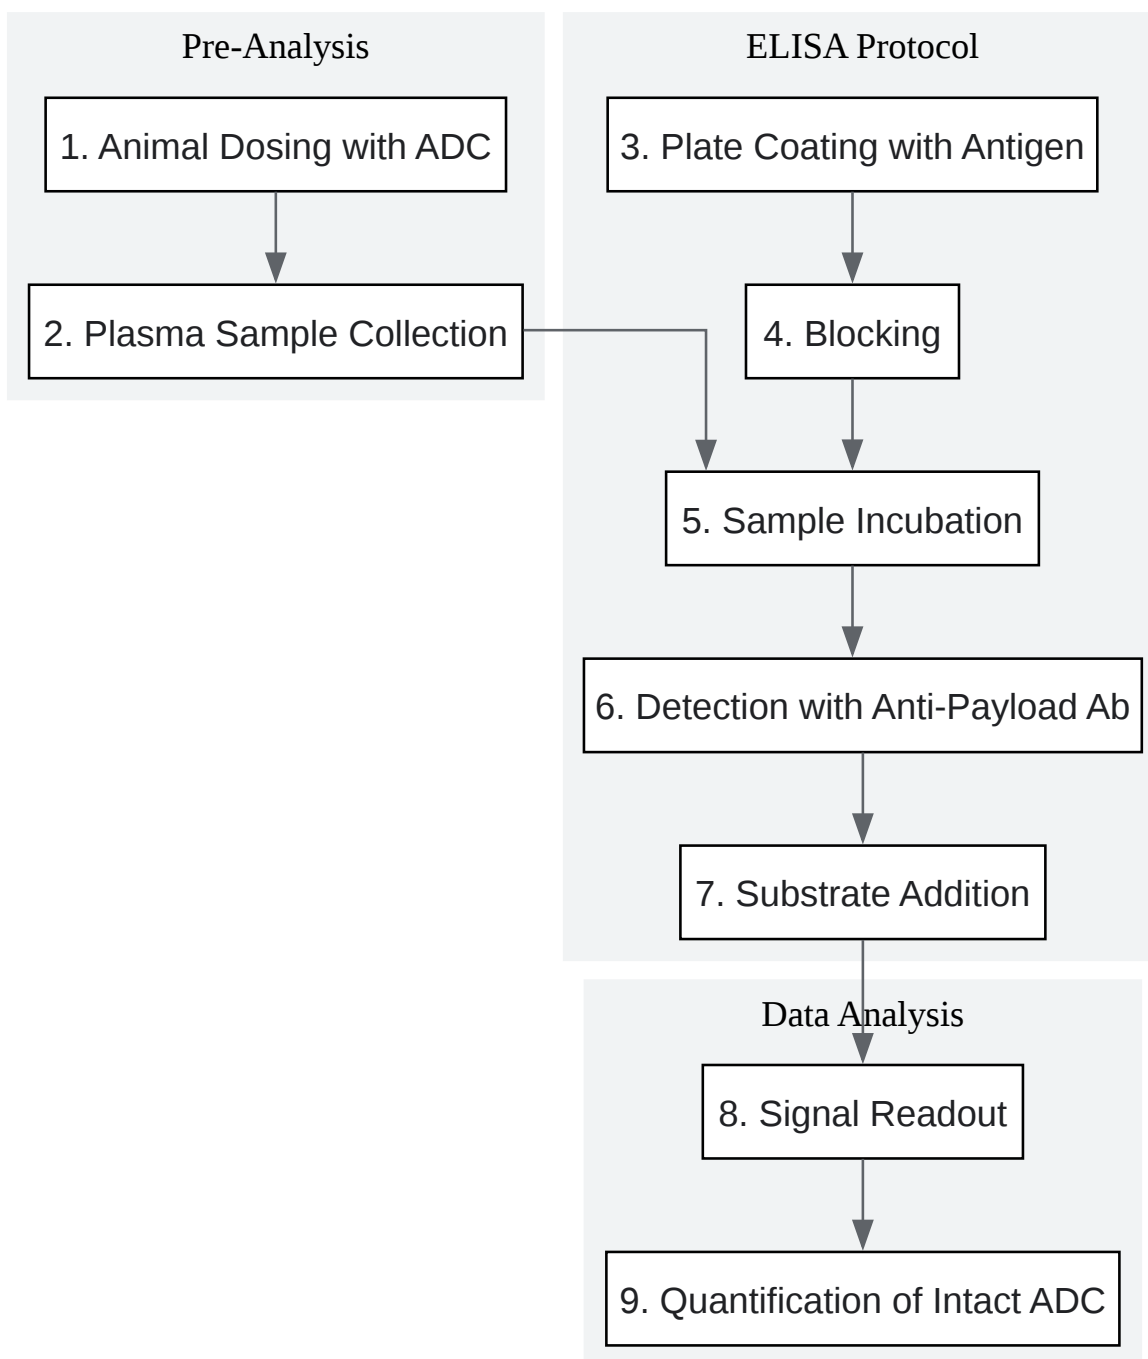 Pre-Analysis
1. Animal Dosing with ADC
2. Plasma Sample Collection
ELISA Protocol
3. Plate Coating with Antigen
4. Blocking
5. Sample Incubation
6. Detection with Anti-Payload Ab
7. Substrate Addition
Data Analysis
8. Signal Readout
9. Quantification of Intact ADC